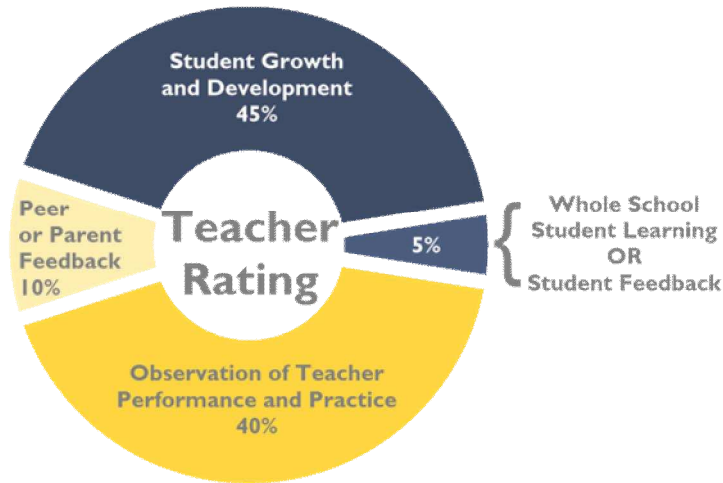 Student Growth
and Development
45%
Peer
or Parent
Feedback
10%
Teacher
Rating
5%
{
Whole School
Student Learning
OR
Student Feedback
Observation of Teacher
Performance and Practice
40%